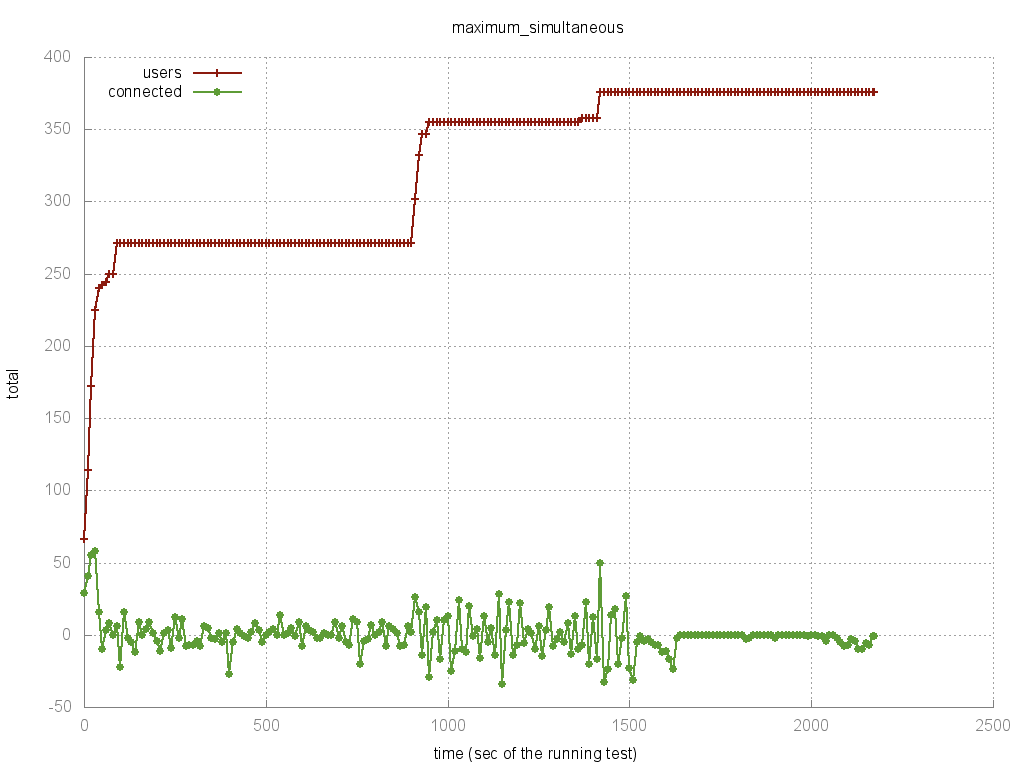 maximum_simultaneous
users
connected
total
400
350
300
250
200
150
100
50
0
-50
0 500 1000 1500 2000 2500
time (sec of the running test)